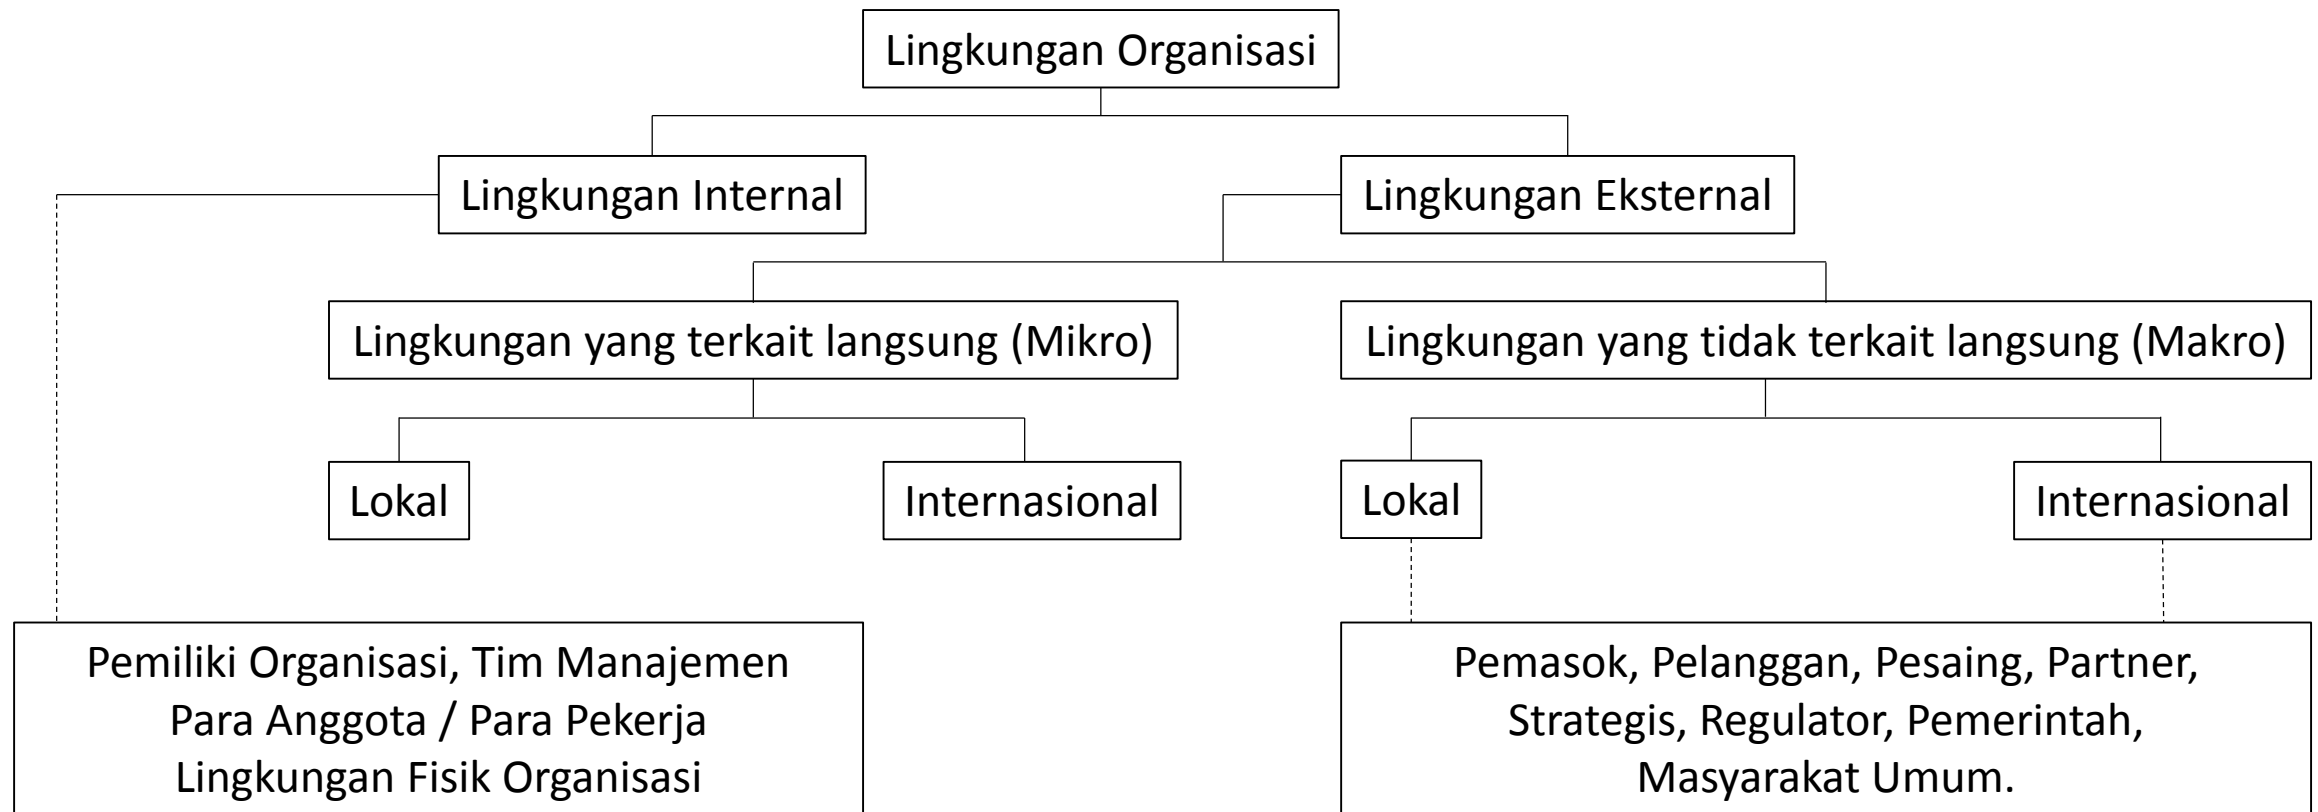 Lingkungan Organisasi
Lingkungan Internal
Lingkungan Eksternal
Lingkungan yang terkait langsung (Mikro)
Lingkungan yang tidak terkait langsung (Makro)
Lokal
Internasional
Lokal
Internasional
Pemiliki Organisasi, Tim Manajemen
Para Anggota / Para Pekerja
Lingkungan Fisik Organisasi
Pemasok, Pelanggan, Pesaing, Partner,
Strategis, Regulator, Pemerintah,
Masyarakat Umum.